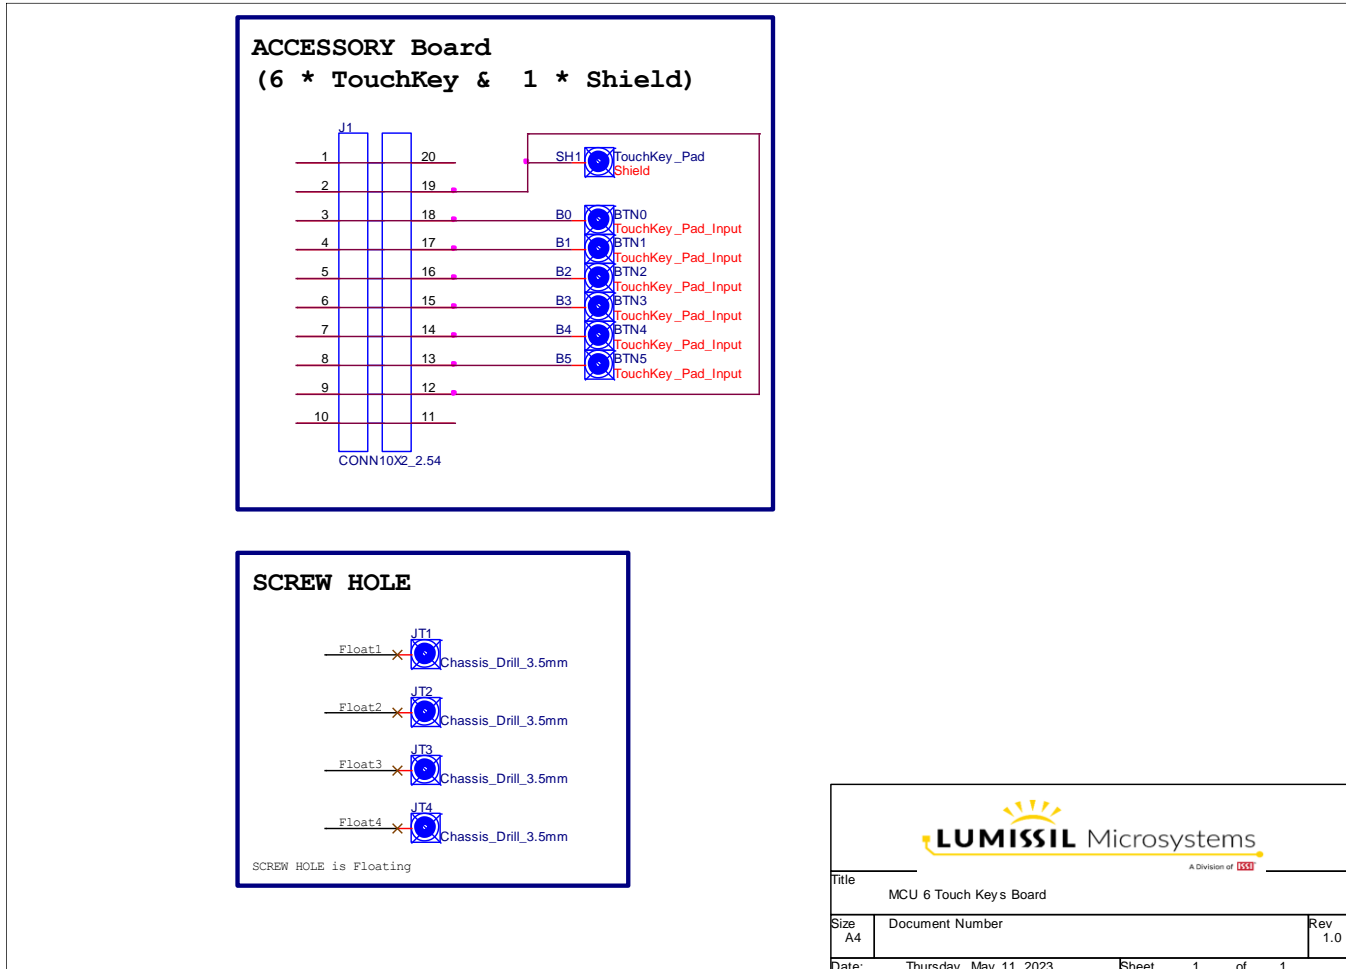 ACCESSORY Board
(6 * TouchKey & 1 * Shield)
J1
1 20 SH1 TouchKey_Pad
Shield
2 19
3 18 B0 BTN0
TouchKey_Pad_Input
4 17 B1 BTN1
TouchKey_Pad_Input
5 16 B2 BTN2
TouchKey_Pad_Input
6 15 B3 BTN3
TouchKey_Pad_Input
7 14 B4 BTN4
TouchKey_Pad_Input
8 13 B5 BTN5
TouchKey_Pad_Input
9 12
10 11
CONN10X2_2.54
SCREW HOLE
JT1
Float1
Chassis_Drill_3.5mm
JT2
Float2
Chassis_Drill_3.5mm
JT3
Float3
Chassis_Drill_3.5mm
JT4
Float4
Chassis_Drill_3.5mm
SCREW HOLE is Floating
LUMISSIL Microsystems
A Division of ISSI
Title
MCU 6 Touch Keys Board
Size Document Number Rev
A4 1.0
Date: Thursday, May 11, 2023 Sheet 1 of 1